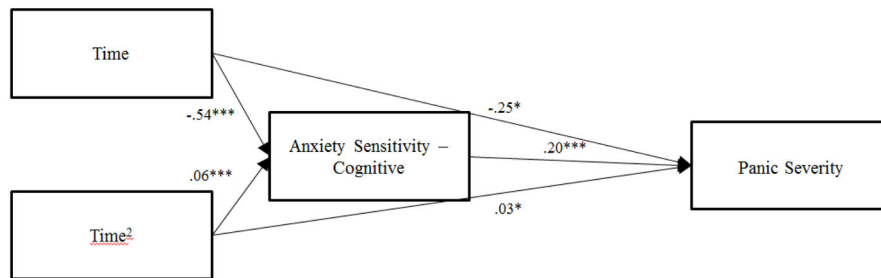 Time
-.54***
-.25*
Anxiety Sensitivity –
Cognitive
.20***
Panic Severity
.06***
.03*
Time²